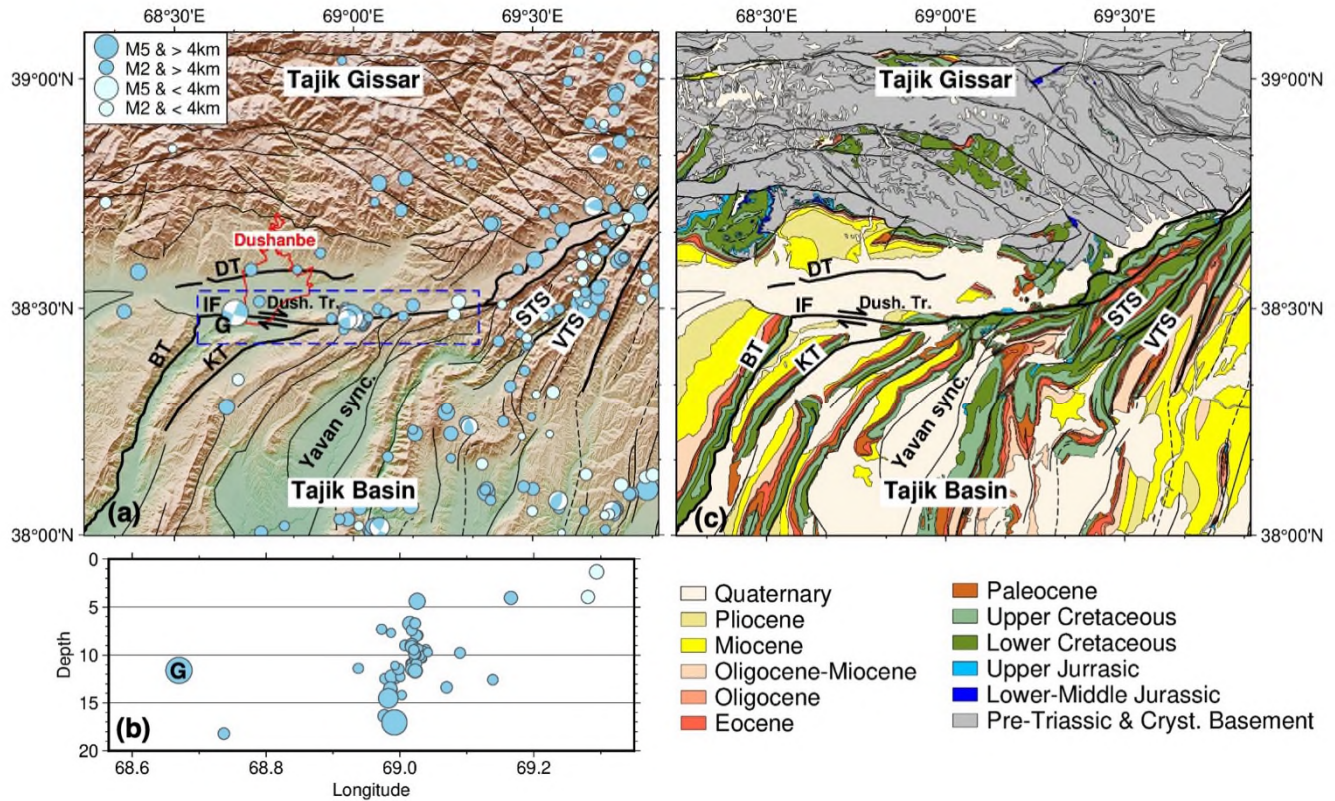 68°30'E 69°00'E 69°30'E
68°30'E 69°00'E 69°30'E
M5 & > 4km
M2 & > 4km
M5 & < 4km
M2 & < 4km
39°00'N
38°30'N
38°00'N
Tajik Gissar
Dushanbe
DT
IF
Dush. Tr.
G
BT
KT
STS
VTS
Yavan sync.
Tajik Basin
(a)
Tajik Gissar
DT
IF
Dush. Tr.
BT
KT
STS
VTS
Yavan sync.
Tajik Basin
(c)
39°00'N
38°30'N
38°00'N
0
5
10
15
20
Depth
G
(b)
68.6 68.8 69.0 69.2
Longitude
Quaternary
Pliocene
Miocene
Oligocene-Miocene
Oligocene
Eocene
Paleocene
Upper Cretaceous
Lower Cretaceous
Upper Jurrasic
Lower-Middle Jurassic
Pre-Triassic & Cryst. Basement